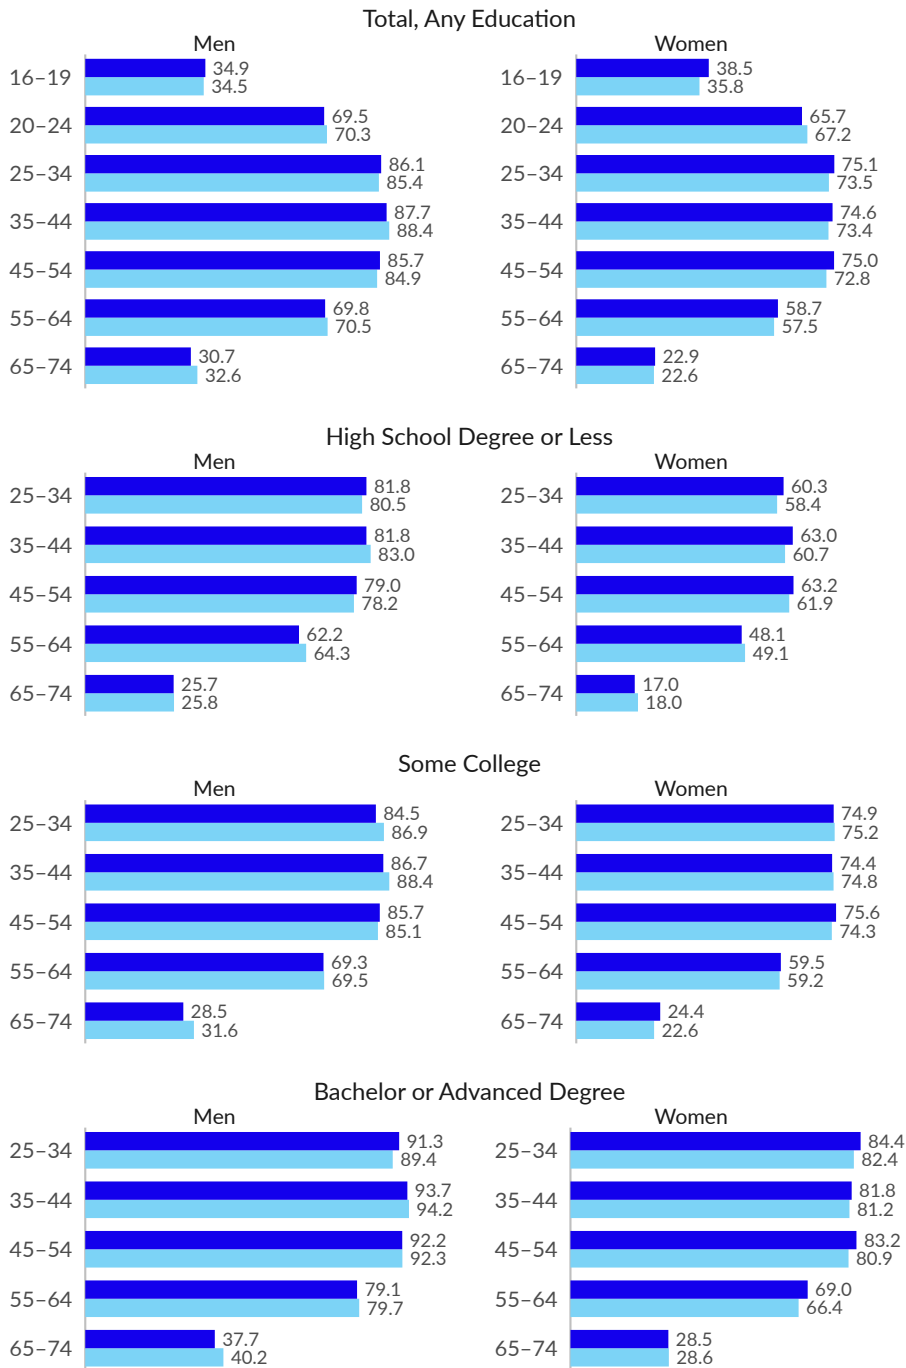 Total, Any Education
Men
Women
16–19 34.9 34.5
16–19 38.5 35.8
20–24 69.5 70.3
20–24 65.7 67.2
25–34 86.1 85.4
25–34 75.1 73.5
35–44 87.7 88.4
35–44 74.6 73.4
45–54 85.7 84.9
45–54 75.0 72.8
55–64 69.8 70.5
55–64 58.7 57.5
65–74 30.7 32.6
65–74 22.9 22.6
High School Degree or Less
Men
Women
25–34 81.8 80.5
25–34 60.3 58.4
35–44 81.8 83.0
35–44 63.0 60.7
45–54 79.0 78.2
45–54 63.2 61.9
55–64 62.2 64.3
55–64 48.1 49.1
65–74 25.7 25.8
65–74 17.0 18.0
Some College
Men
Women
25–34 84.5 86.9
25–34 74.9 75.2
35–44 86.7 88.4
35–44 74.4 74.8
45–54 85.7 85.1
45–54 75.6 74.3
55–64 69.3 69.5
55–64 59.5 59.2
65–74 28.5 31.6
65–74 24.4 22.6
Bachelor or Advanced Degree
Men
Women
25–34 91.3 89.4
25–34 84.4 82.4
35–44 93.7 94.2
35–44 81.8 81.2
45–54 92.2 92.3
45–54 83.2 80.9
55–64 79.1 79.7
55–64 69.0 66.4
65–74 37.7 40.2
65–74 28.5 28.6